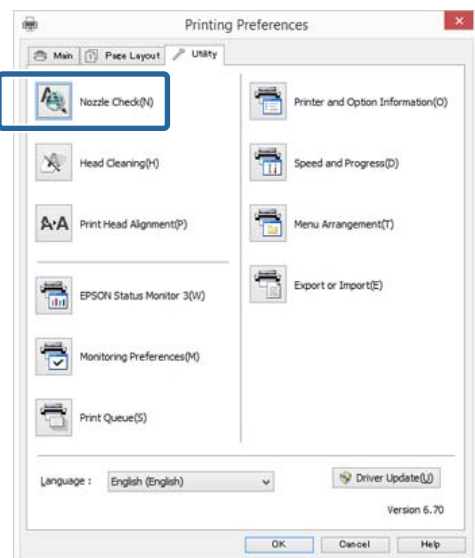 Printing Preferences
Main
Page Layout
Utility
Nozzle Check(N)
Head Cleaning(H)
Print Head Alignment(P)
EPSON Status Monitor 3(W)
Monitoring Preferences(M)
Print Queue(S)
Printer and Option Information(O)
Speed and Progress(D)
Menu Arrangement(T)
Export or Import(E)
Language :
English (English)
Driver Update(U)
Version 6.70
OK
Cancel
Help